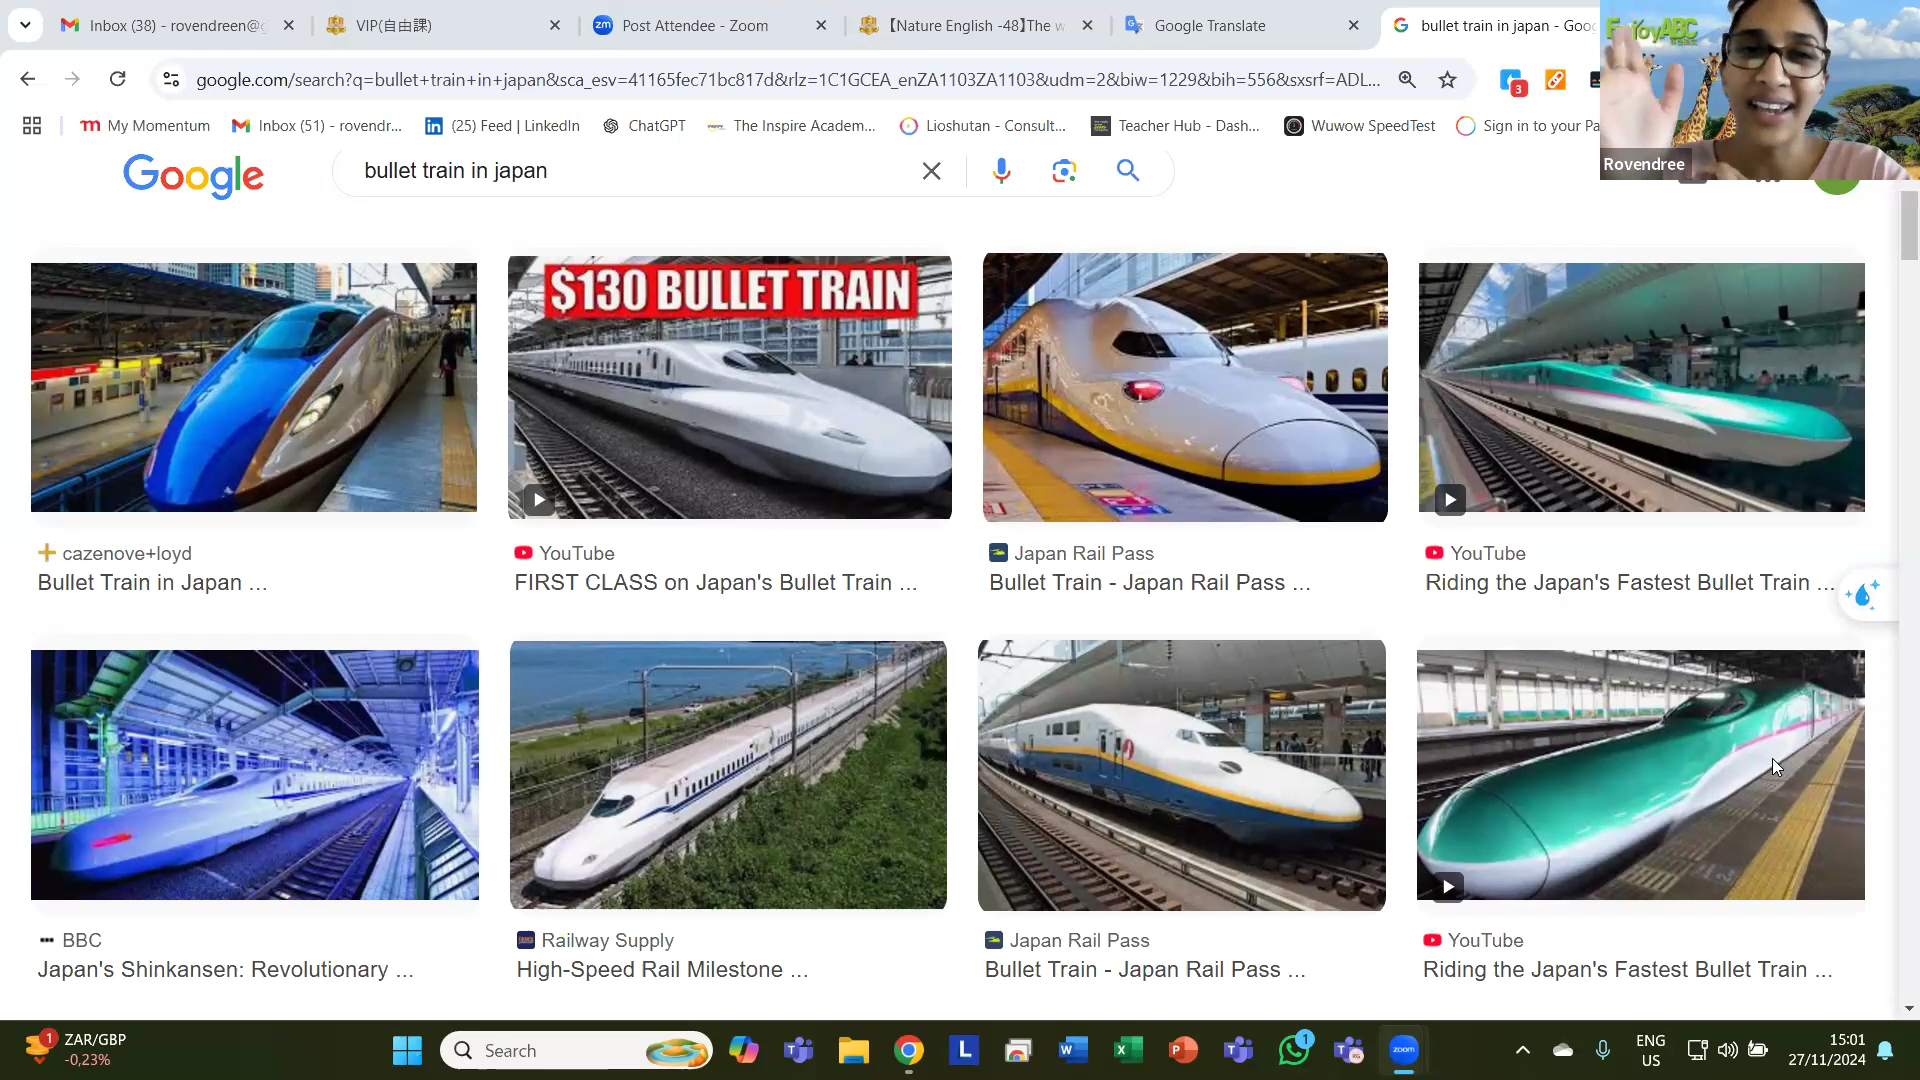 Inbox (38) - rovendreen@
VIP(自由課)
Post Attendee - Zoom
【Nature English -48】The w
Google Translate
bullet train in japan - Goo
google.com/search?q=bullet+train+in+japan&sca_esv=41165fec71bc817d&rlz=1C1GCEA_enZA1103ZA1103&udm=2&biw=1229&bih=556&sxsrf=ADL...
3
My Momentum
Inbox (51) - rovendr...
(25) Feed | LinkedIn
ChatGPT
The Inspire Academ...
Lioshutan - Consult...
Teacher Hub - Dash...
Wuwow SpeedTest
Sign in to your Pa
Rovendree
Google
bullet train in japan
$130 BULLET TRAIN
cazenove+loyd
Bullet Train in Japan ...
YouTube
FIRST CLASS on Japan's Bullet Train ...
Japan Rail Pass
Bullet Train - Japan Rail Pass ...
YouTube
Riding the Japan's Fastest Bullet Train ...
BBC
Japan's Shinkansen: Revolutionary ...
Railway Supply
High-Speed Rail Milestone ...
Japan Rail Pass
Bullet Train - Japan Rail Pass ...
YouTube
Riding the Japan's Fastest Bullet Train ...
1
ZAR/GBP
-0,23%
Search
1
zoom
ENG
US
15:01
27/11/2024